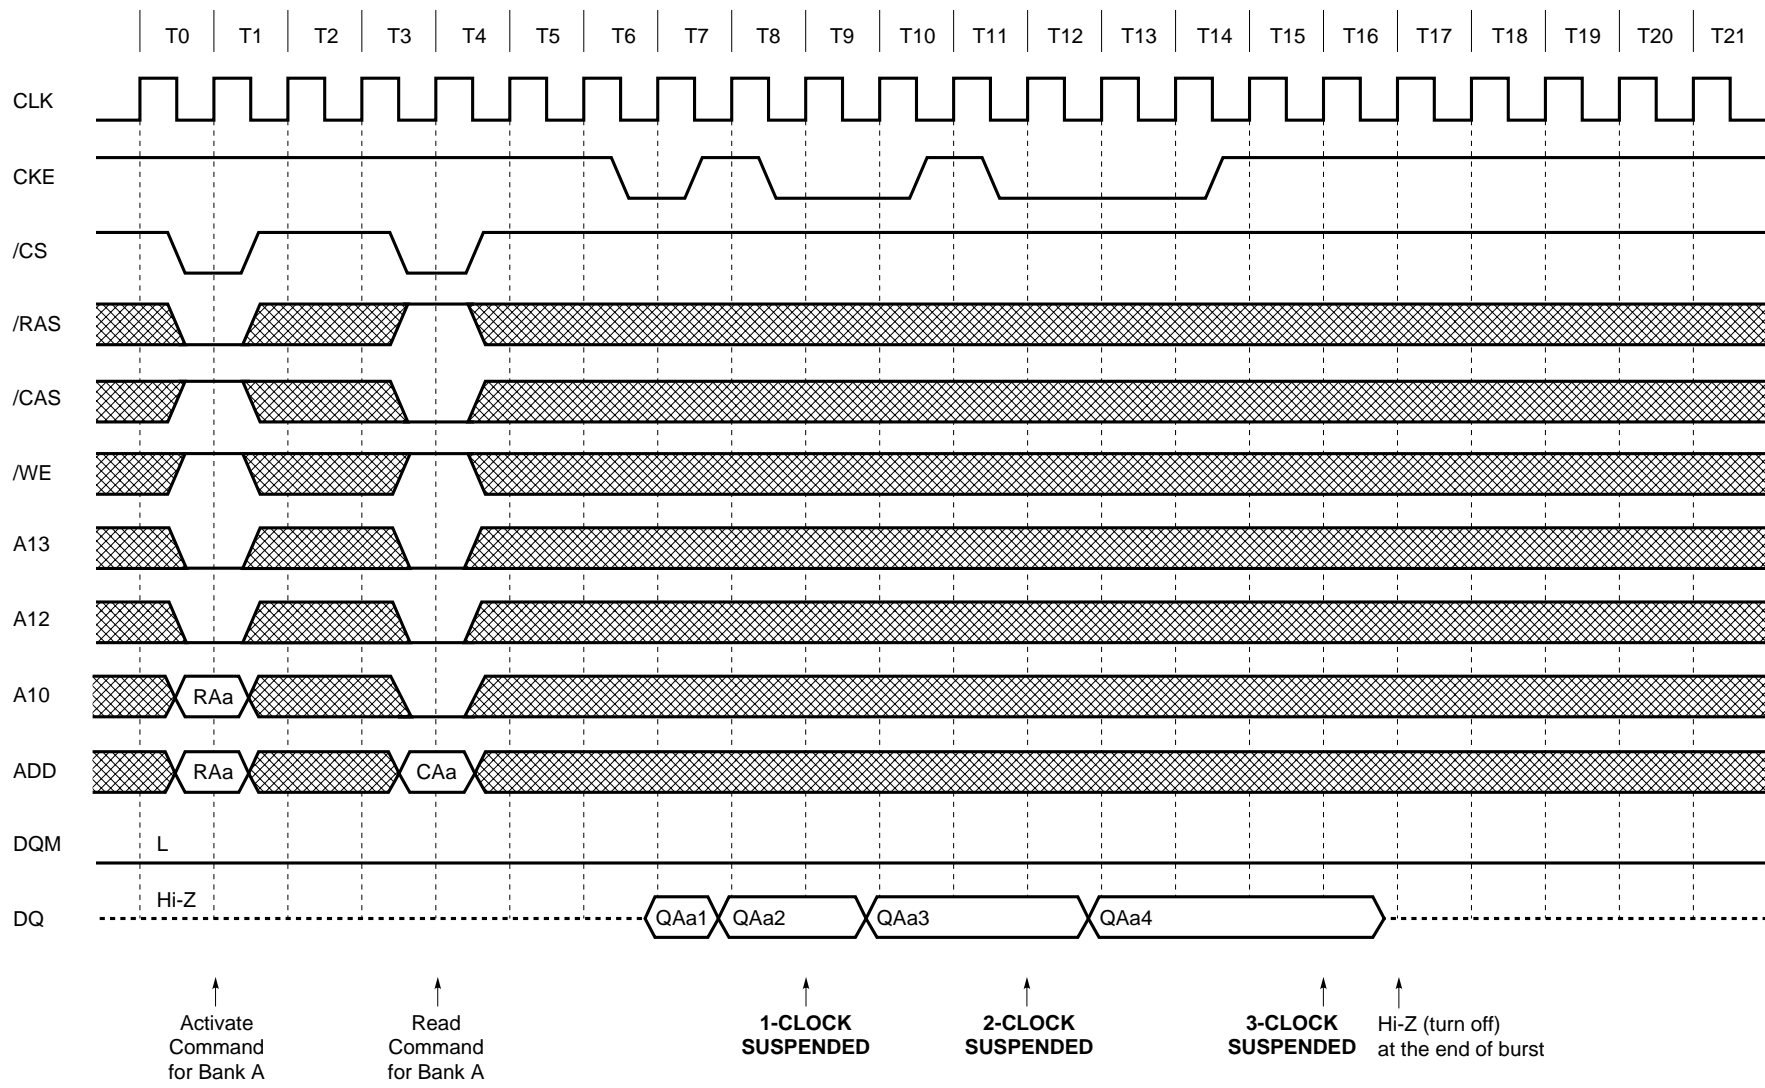 T0 T1 T2 T3 T4 T5 T6 T7 T8 T9 T10 T11 T12 T13 T14 T15 T16 T17 T18 T19 T20 T21
CLK
CKE
/CS
/RAS
/CAS
/WE
A13
A12
A10 RAa
ADD RAa CAa
DQM L
Hi-Z
DQ QAa1 QAa2 QAa3 QAa4
Activate
Command
for Bank A
Read
Command
for Bank A
1-CLOCK
SUSPENDED
2-CLOCK
SUSPENDED
3-CLOCK
SUSPENDED
Hi-Z (turn off)
at the end of burst